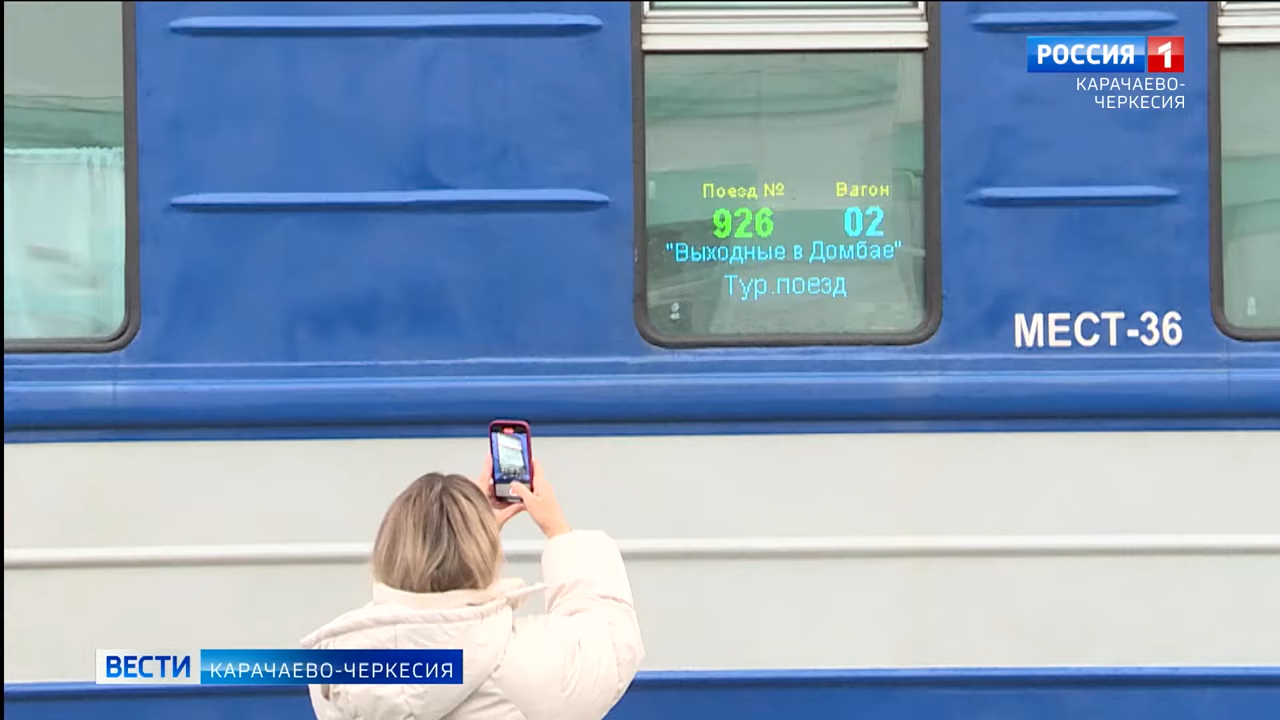 РОССИЯ 1
КАРАЧАЕВО-
ЧЕРКЕСИЯ
Поезд № Вагон
926 02
"Выходные в Домбае"
Тур.поезд
МЕСТ-36
ВЕСТИ КАРАЧАЕВО-ЧЕРКЕСИЯ